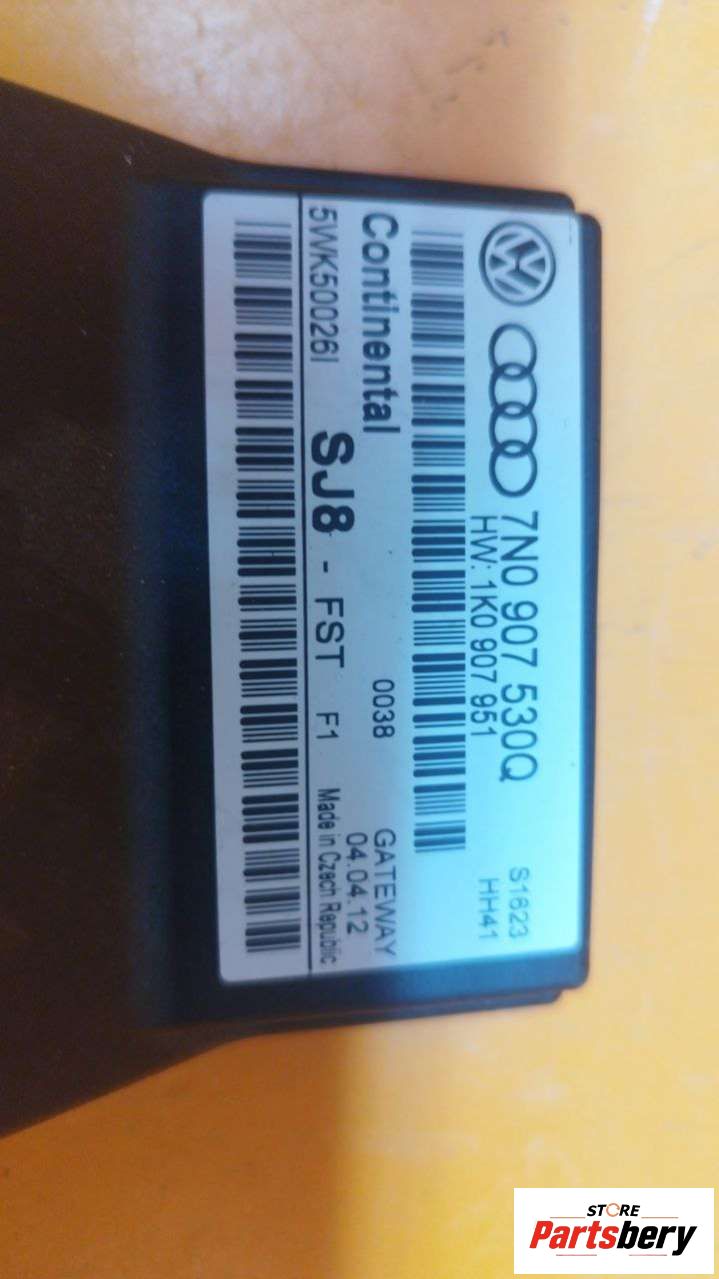 7N0 907 530Q
S1623
HW: 1K0 907 951
HH41
Continental
0038
GATEWAY
04.04.12
5WK50026I
SJ8 - FST F1 Made in Czech Republic
STORE
Partsbery